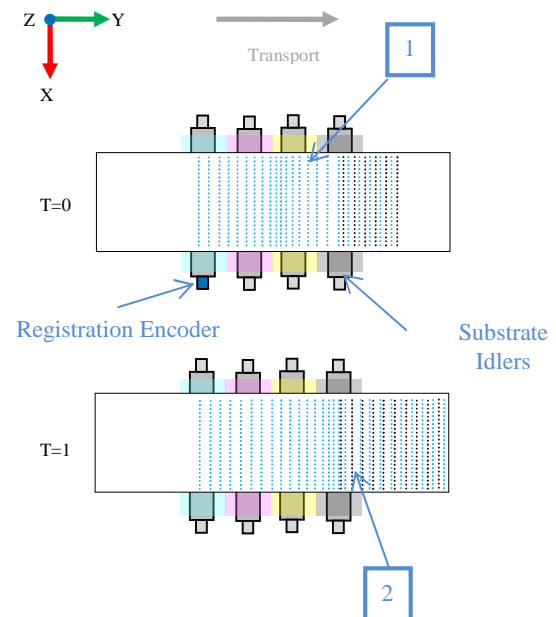 Z
Y
X
Transport
1
T=0
Registration Encoder
Substrate
Idlers
T=1
2